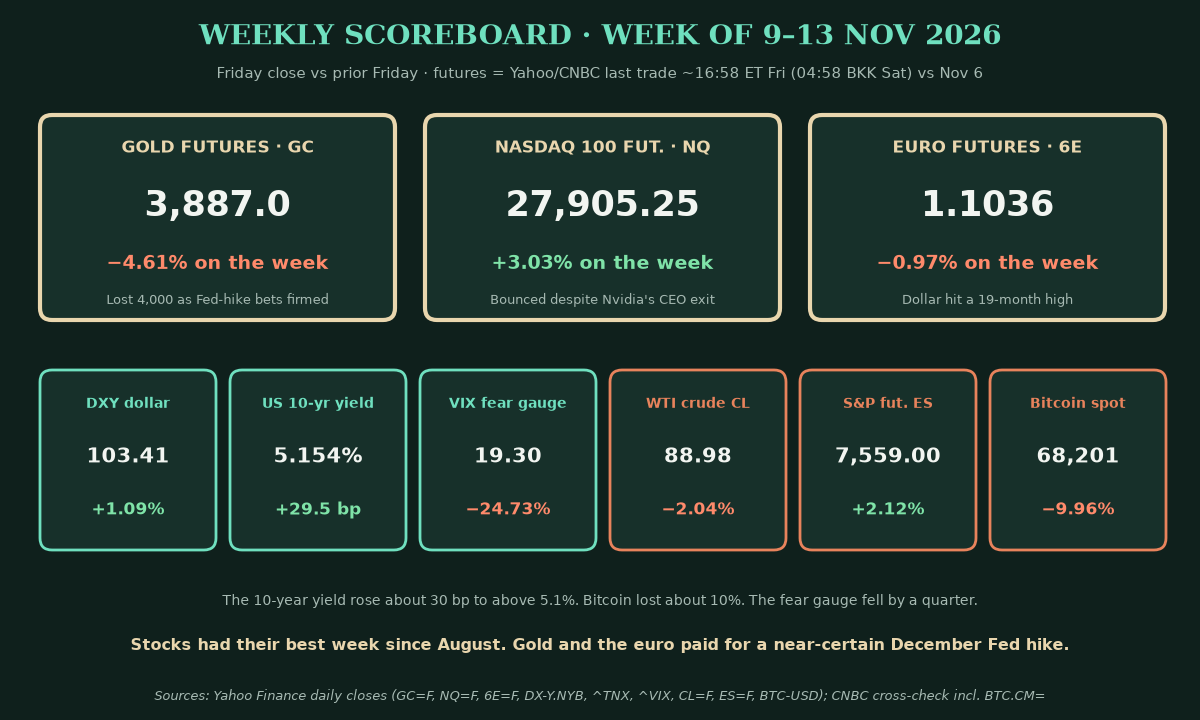 WEEKLY SCOREBOARD · WEEK OF 9–13 NOV 2026
Friday close vs prior Friday · futures = Yahoo/CNBC last trade ~16:58 ET Fri (04:58 BKK Sat) vs Nov 6
GOLD FUTURES · GC
3,887.0
−4.61% on the week
Lost 4,000 as Fed-hike bets firmed
NASDAQ 100 FUT. · NQ
27,905.25
+3.03% on the week
Bounced despite Nvidia's CEO exit
EURO FUTURES · 6E
1.1036
−0.97% on the week
Dollar hit a 19-month high
DXY dollar
103.41
+1.09%
US 10-yr yield
5.154%
+29.5 bp
VIX fear gauge
19.30
−24.73%
WTI crude CL
88.98
−2.04%
S&P fut. ES
7,559.00
+2.12%
Bitcoin spot
68,201
−9.96%
The 10-year yield rose about 30 bp to above 5.1%. Bitcoin lost about 10%. The fear gauge fell by a quarter.
Stocks had their best week since August. Gold and the euro paid for a near-certain December Fed hike.
Sources: Yahoo Finance daily closes (GC=F, NQ=F, 6E=F, DX-Y.NYB, ^TNX, ^VIX, CL=F, ES=F, BTC-USD); CNBC cross-check incl. BTC.CM=